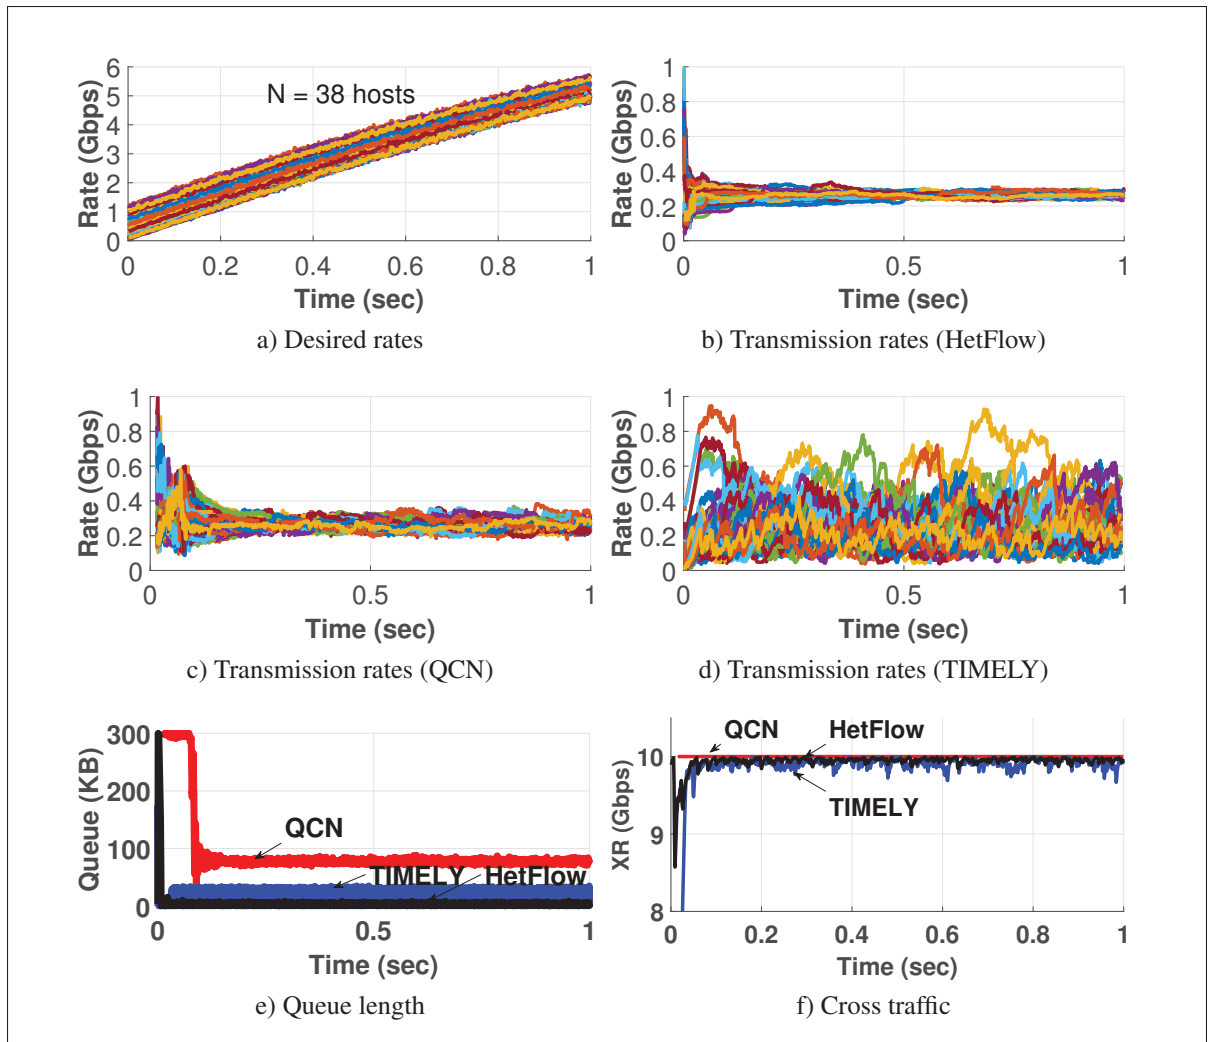 6
5
4
3
2
1
0
Rate (Gbps)
N = 38 hosts
0 0.2 0.4 0.6 0.8 1
Time (sec)
a) Desired rates
1
0.8
0.6
0.4
0.2
0
Rate (Gbps)
0 0.5 1
Time (sec)
b) Transmission rates (HetFlow)
1
0.8
0.6
0.4
0.2
0
Rate (Gbps)
0 0.5 1
Time (sec)
c) Transmission rates (QCN)
1
0.8
0.6
0.4
0.2
0
Rate (Gbps)
0 0.5 1
Time (sec)
d) Transmission rates (TIMELY)
300
200
100
0
Queue (KB)
QCN
TIMELY HetFlow
0 0.5 1
Time (sec)
e) Queue length
10
9
8
XR (Gbps)
QCN HetFlow
TIMELY
0 0.2 0.4 0.6 0.8 1
Time (sec)
f) Cross traffic